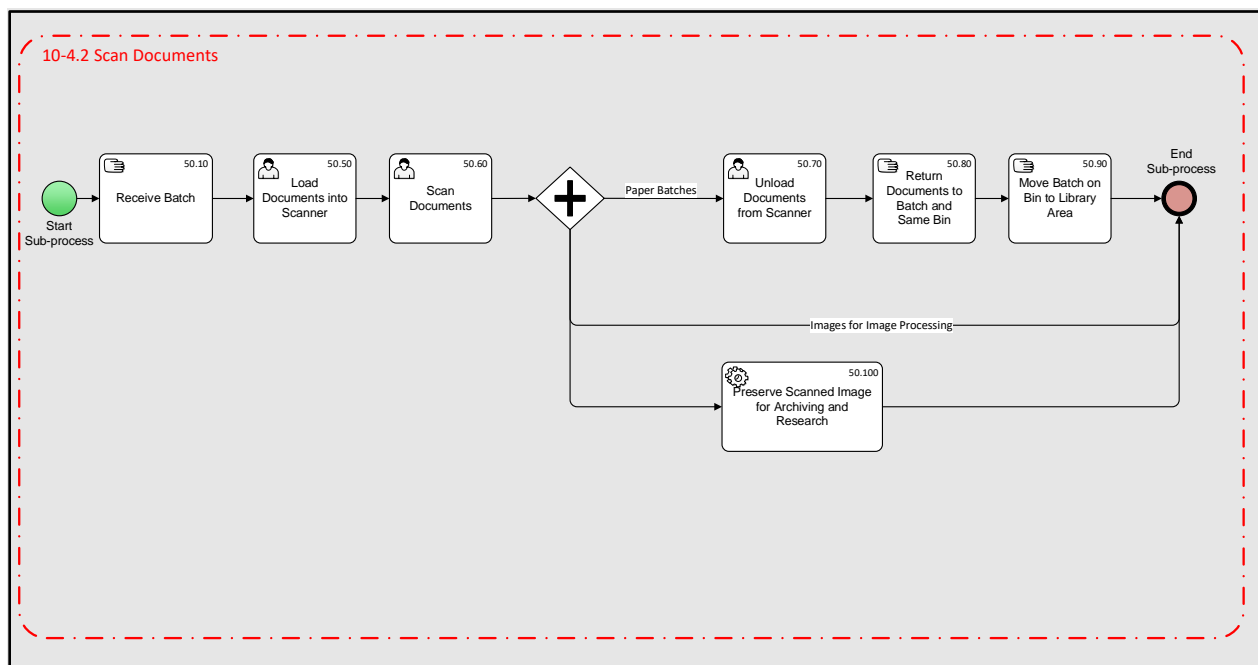 10-4.2 Scan Documents
Start
Sub-process
50.10
Receive Batch
50.50
Load
Documents into
Scanner
50.60
Scan
Documents
Paper Batches
50.70
Unload
Documents
from Scanner
50.80
Return
Documents to
Batch and
Same Bin
50.90
Move Batch on
Bin to Library
Area
End
Sub-process
Images for Image Processing
50.100
Preserve Scanned Image
for Archiving and
Research